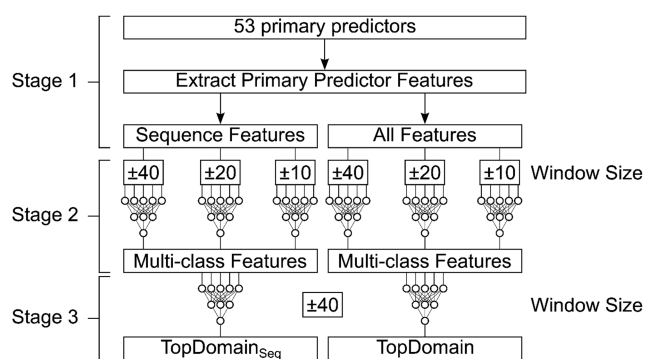 53 primary predictors
Stage 1
Extract Primary Predictor Features
Sequence Features
All Features
±40 ±20 ±10 ±40 ±20 ±10 Window Size
Stage 2
Multi-class Features
Multi-class Features
±40 Window Size
Stage 3
TopDomainSeq
TopDomain